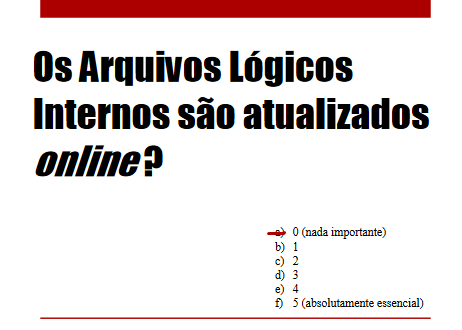 Os Arquivos Lógicos
Internos são atualizados
online?
a) 0 (nada importante)
b) 1
c) 2
d) 3
e) 4
f) 5 (absolutamente essencial)